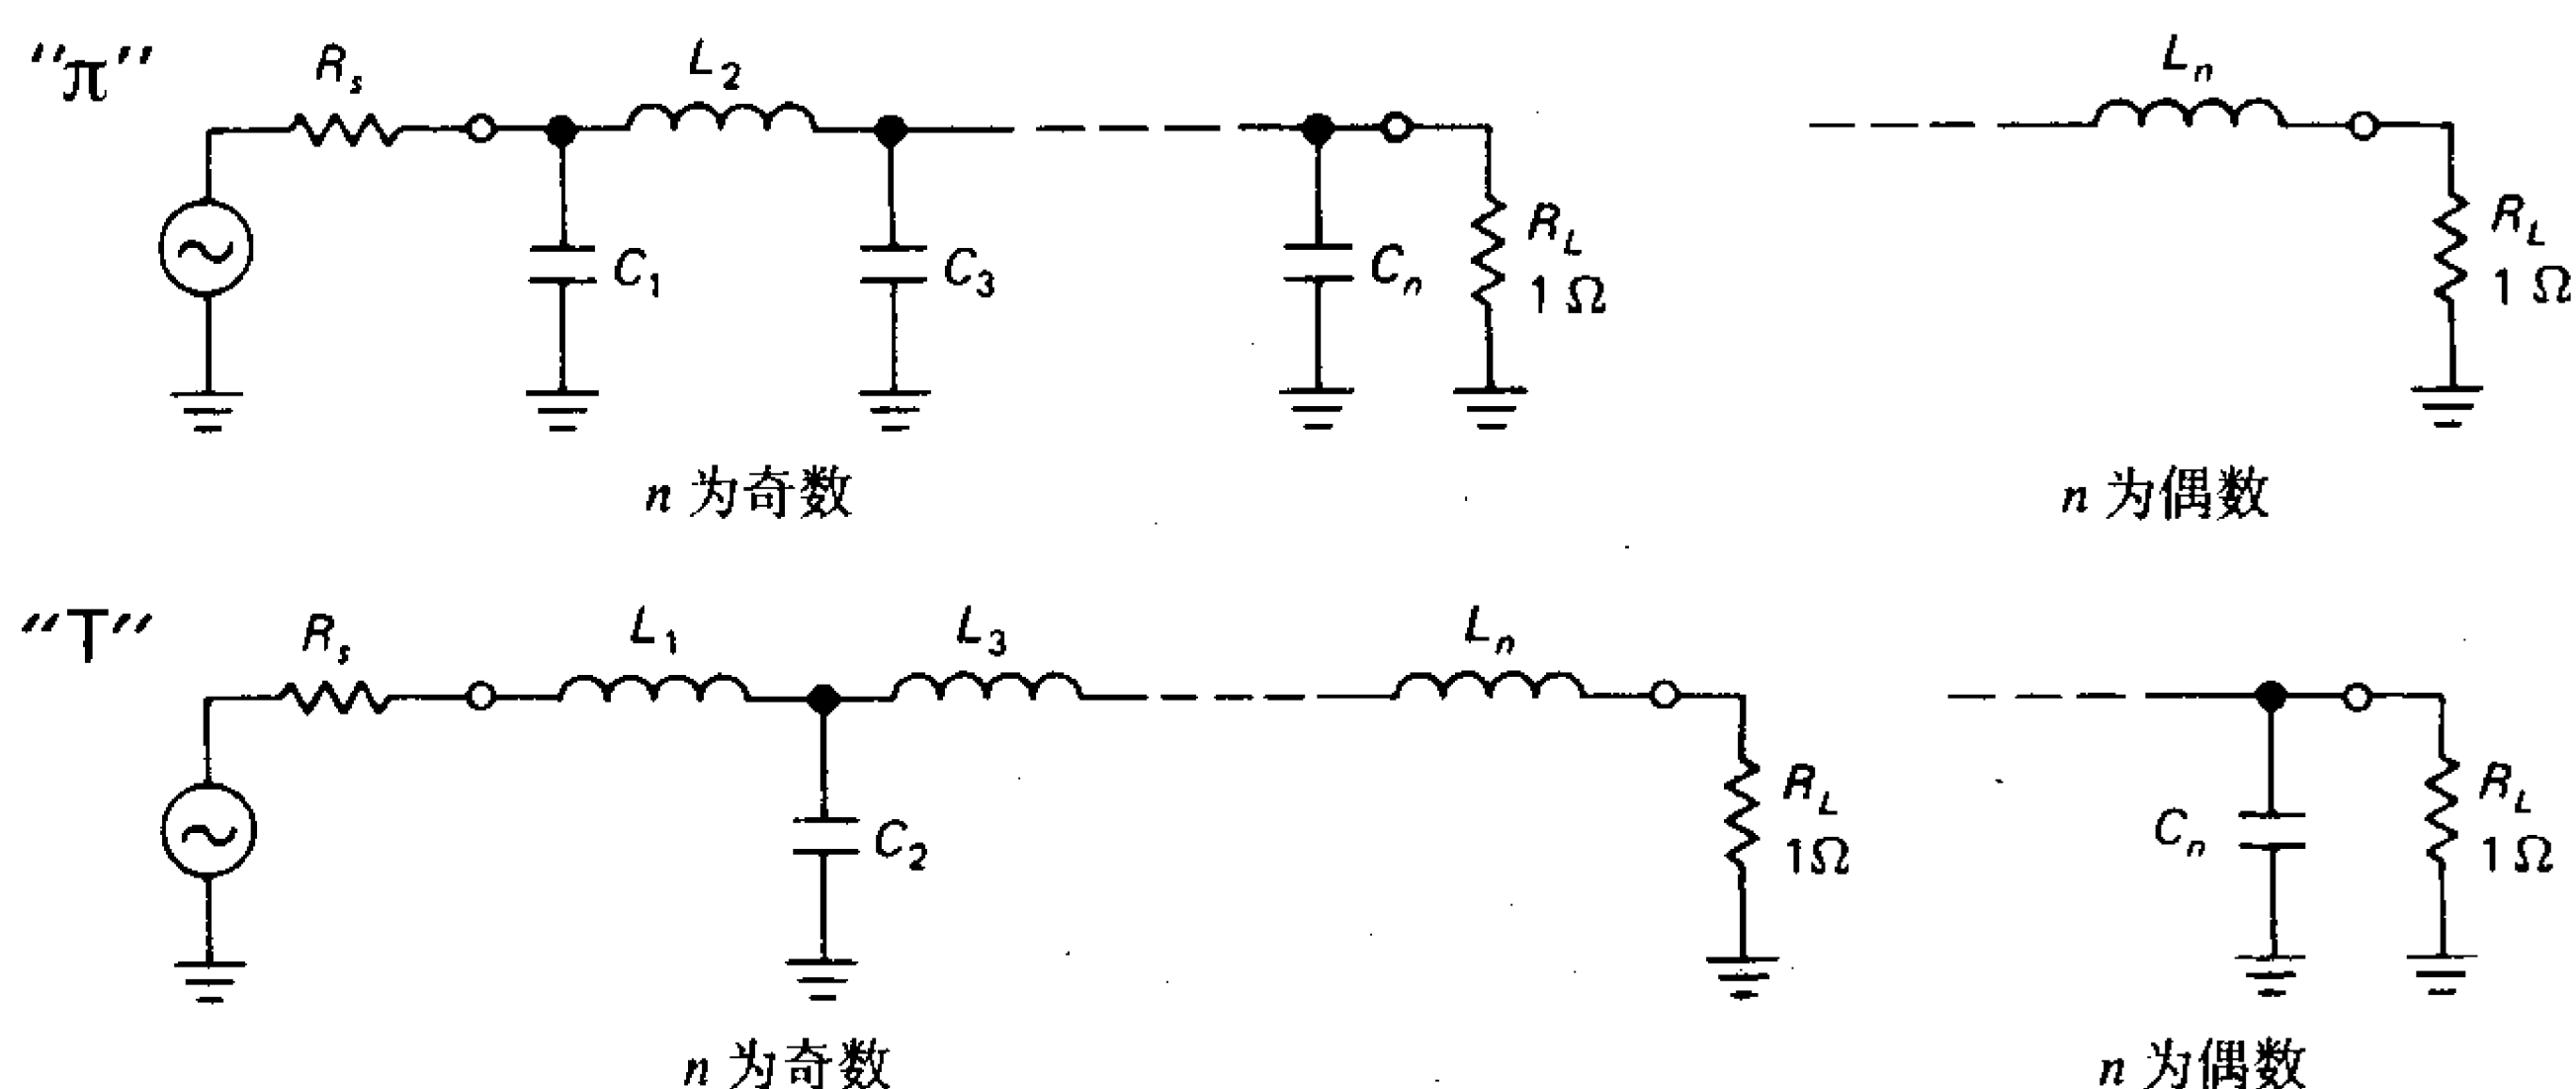 "π"
R_s
L_2
C_1
C_3
C_n
R_L
1 Ω
n 为奇数
L_n
R_L
1 Ω
n 为偶数
"T"
R_s
L_1
L_3
L_n
C_2
R_L
1Ω
n 为奇数
C_n
R_L
1 Ω
n 为偶数